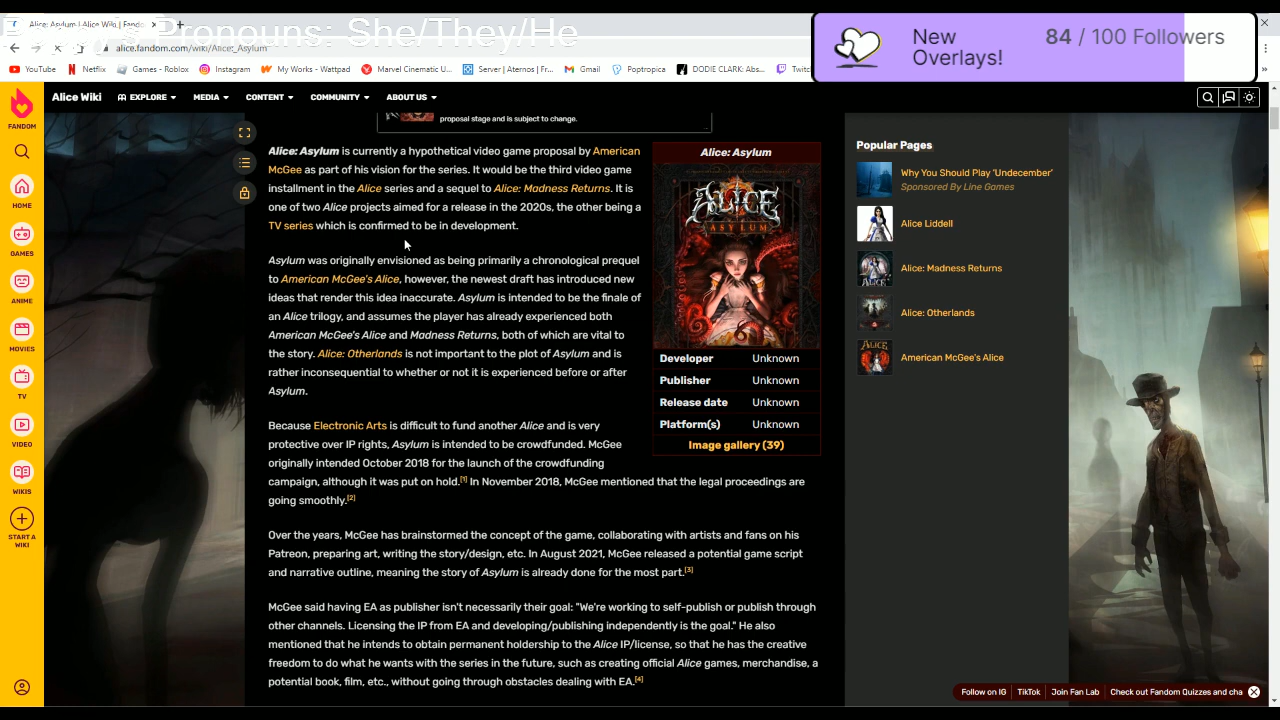 Alice: Asylum | Alice Wiki | Fando
's Pronouns: She/They/He
alice.fandom.com/wiki/Alice:_Asylum
New Overlays!
84 / 100 Followers
YouTube Netflix Games - Roblox Instagram My Works - Wattpad Marvel Cinematic U... Server | Aternos | Fr... Gmail Poptropica DODIE CLARK: Abs... Twitc »
Alice Wiki EXPLORE MEDIA CONTENT COMMUNITY ABOUT US
FANDOM
HOME
GAMES
ANIME
MOVIES
TV
VIDEO
WIKIS
START A
WIKI
proposal stage and is subject to change.
Alice: Asylum is currently a hypothetical video game proposal by American
McGee as part of his vision for the series. It would be the third video game
installment in the Alice series and a sequel to Alice: Madness Returns. It is
one of two Alice projects aimed for a release in the 2020s, the other being a
TV series which is confirmed to be in development.
Asylum was originally envisioned as being primarily a chronological prequel
to American McGee's Alice, however, the newest draft has introduced new
ideas that render this idea inaccurate. Asylum is intended to be the finale of
an Alice trilogy, and assumes the player has already experienced both
American McGee's Alice and Madness Returns, both of which are vital to
the story. Alice: Otherlands is not important to the plot of Asylum and is
rather inconsequential to whether or not it is experienced before or after
Asylum.
Because Electronic Arts is difficult to fund another Alice and is very
protective over IP rights, Asylum is intended to be crowdfunded. McGee
originally intended October 2018 for the launch of the crowdfunding
campaign, although it was put on hold.[1] In November 2018, McGee mentioned that the legal proceedings are
going smoothly.[2]
Over the years, McGee has brainstormed the concept of the game, collaborating with artists and fans on his
Patreon, preparing art, writing the story/design, etc. In August 2021, McGee released a potential game script
and narrative outline, meaning the story of Asylum is already done for the most part.[3]
McGee said having EA as publisher isn't necessarily their goal: "We're working to self-publish or publish through
other channels. Licensing the IP from EA and developing/publishing independently is the goal." He also
mentioned that he intends to obtain permanent holdership to the Alice IP/license, so that he has the creative
freedom to do what he wants with the series in the future, such as creating official Alice games, merchandise, a
potential book, film, etc., without going through obstacles dealing with EA.[4]
Alice: Asylum
ALICE
ASYLUM
Developer Unknown
Publisher Unknown
Release date Unknown
Platform(s) Unknown
Image gallery (39)
Popular Pages
Why You Should Play 'Undecember'
Sponsored By Line Games
Alice Liddell
Alice: Madness Returns
Alice: Otherlands
American McGee's Alice
Follow on IG TikTok Join Fan Lab Check out Fandom Quizzes and cha